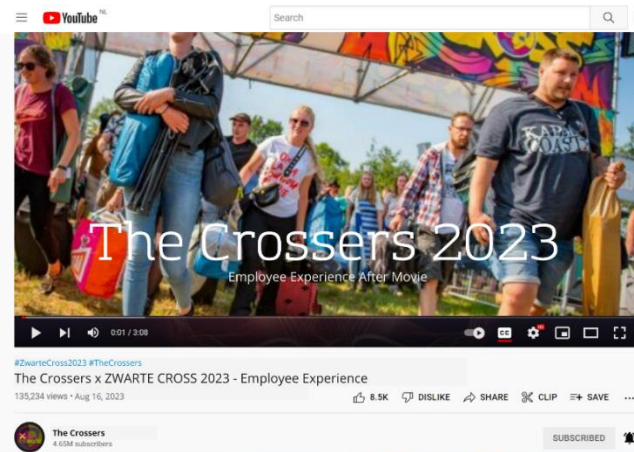 YouTube NL
Search
The Crossers 2023
Employee Experience After Movie
0:01 / 3:08
CC
#ZwarteCross2023 #TheCrossers
The Crossers x ZWARTE CROSS 2023 - Employee Experience
135,234 views • Aug 16, 2023
8.5K DISLIKE SHARE CLIP SAVE
The Crossers
4.65M subscribers
SUBSCRIBED